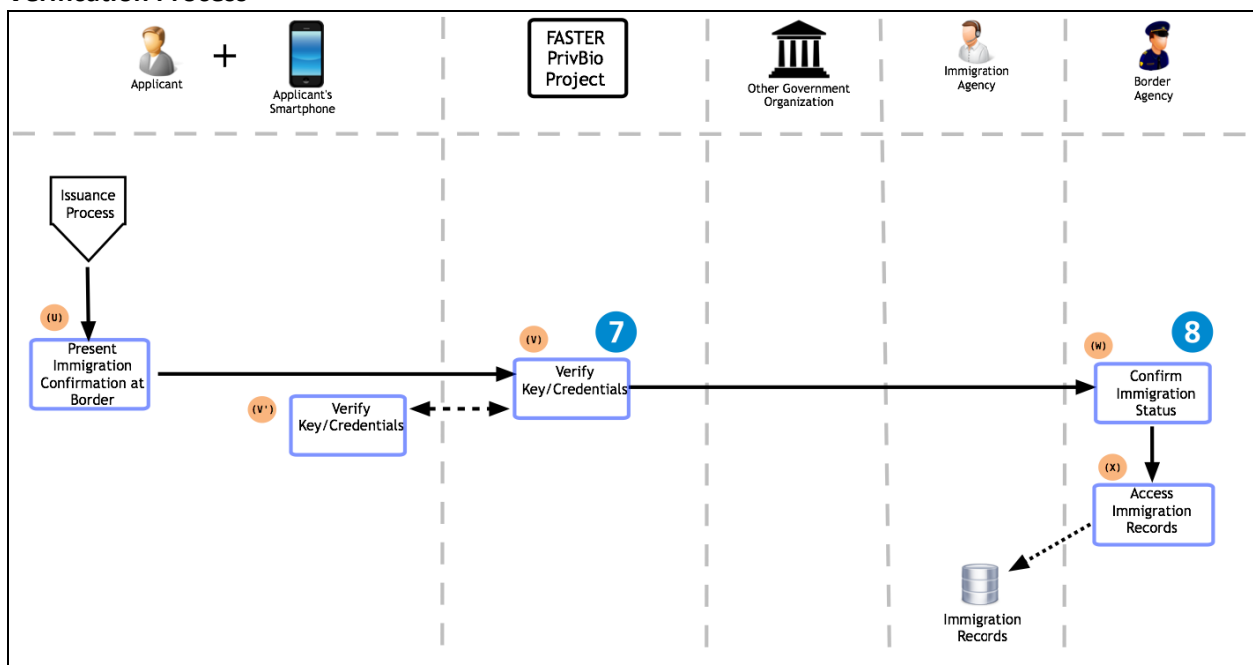 Verification Process
Applicant
+
Applicant's
Smartphone
FASTER
PrivBio
Project
Other Government
Organization
Immigration
Agency
Border
Agency
Issuance
Process
(U)
Present
Immigration
Confirmation at
Border
(V')
Verify
Key/Credentials
(V)
7
Verify
Key/Credentials
(W)
8
Confirm
Immigration
Status
(X)
Access
Immigration
Records
Immigration
Records